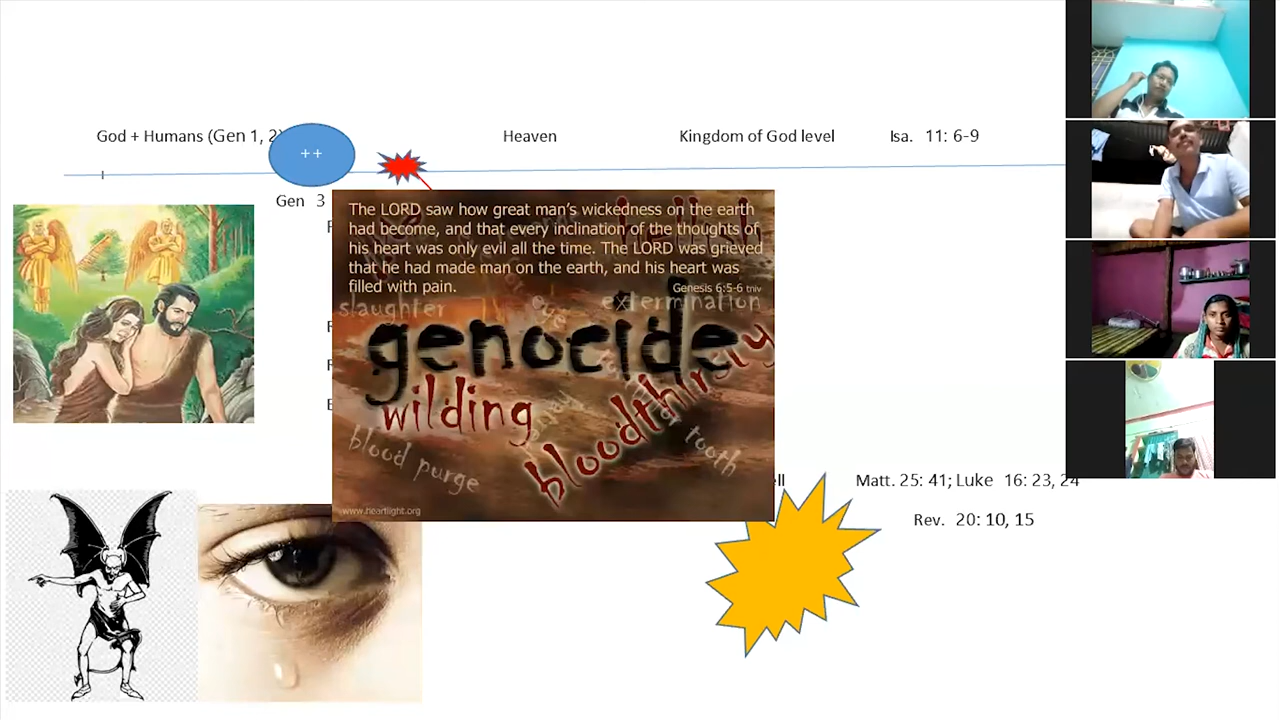 God + Humans (Gen 1, 2)
++
Heaven
Kingdom of God level
Isa. 11: 6-9
Gen 3
The LORD saw how great man's wickedness on the earth
had become, and that every inclination of the thoughts of
his heart was only evil all the time. The LORD was grieved
that he had made man on the earth, and his heart was
filled with pain.
Genesis 6:5-6 tniv
slaughter
extermination
genocide
wilding
bloodthirsty
blood purge
tooth
www.heartlight.org
Matt. 25: 41; Luke 16: 23, 24
Rev. 20: 10, 15